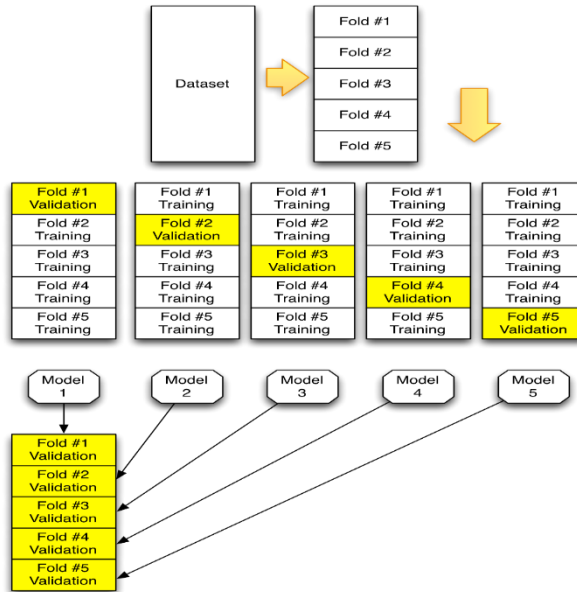 Dataset
Fold #1
Fold #2
Fold #3
Fold #4
Fold #5
Fold #1
Validation
Fold #2
Training
Fold #3
Training
Fold #4
Training
Fold #5
Training
Fold #1
Training
Fold #2
Validation
Fold #3
Training
Fold #4
Training
Fold #5
Training
Fold #1
Training
Fold #2
Training
Fold #3
Validation
Fold #4
Training
Fold #5
Training
Fold #1
Training
Fold #2
Training
Fold #3
Training
Fold #4
Validation
Fold #5
Training
Fold #1
Training
Fold #2
Training
Fold #3
Training
Fold #4
Training
Fold #5
Validation
Model
1
Model
2
Model
3
Model
4
Model
5
Fold #1
Validation
Fold #2
Validation
Fold #3
Validation
Fold #4
Validation
Fold #5
Validation